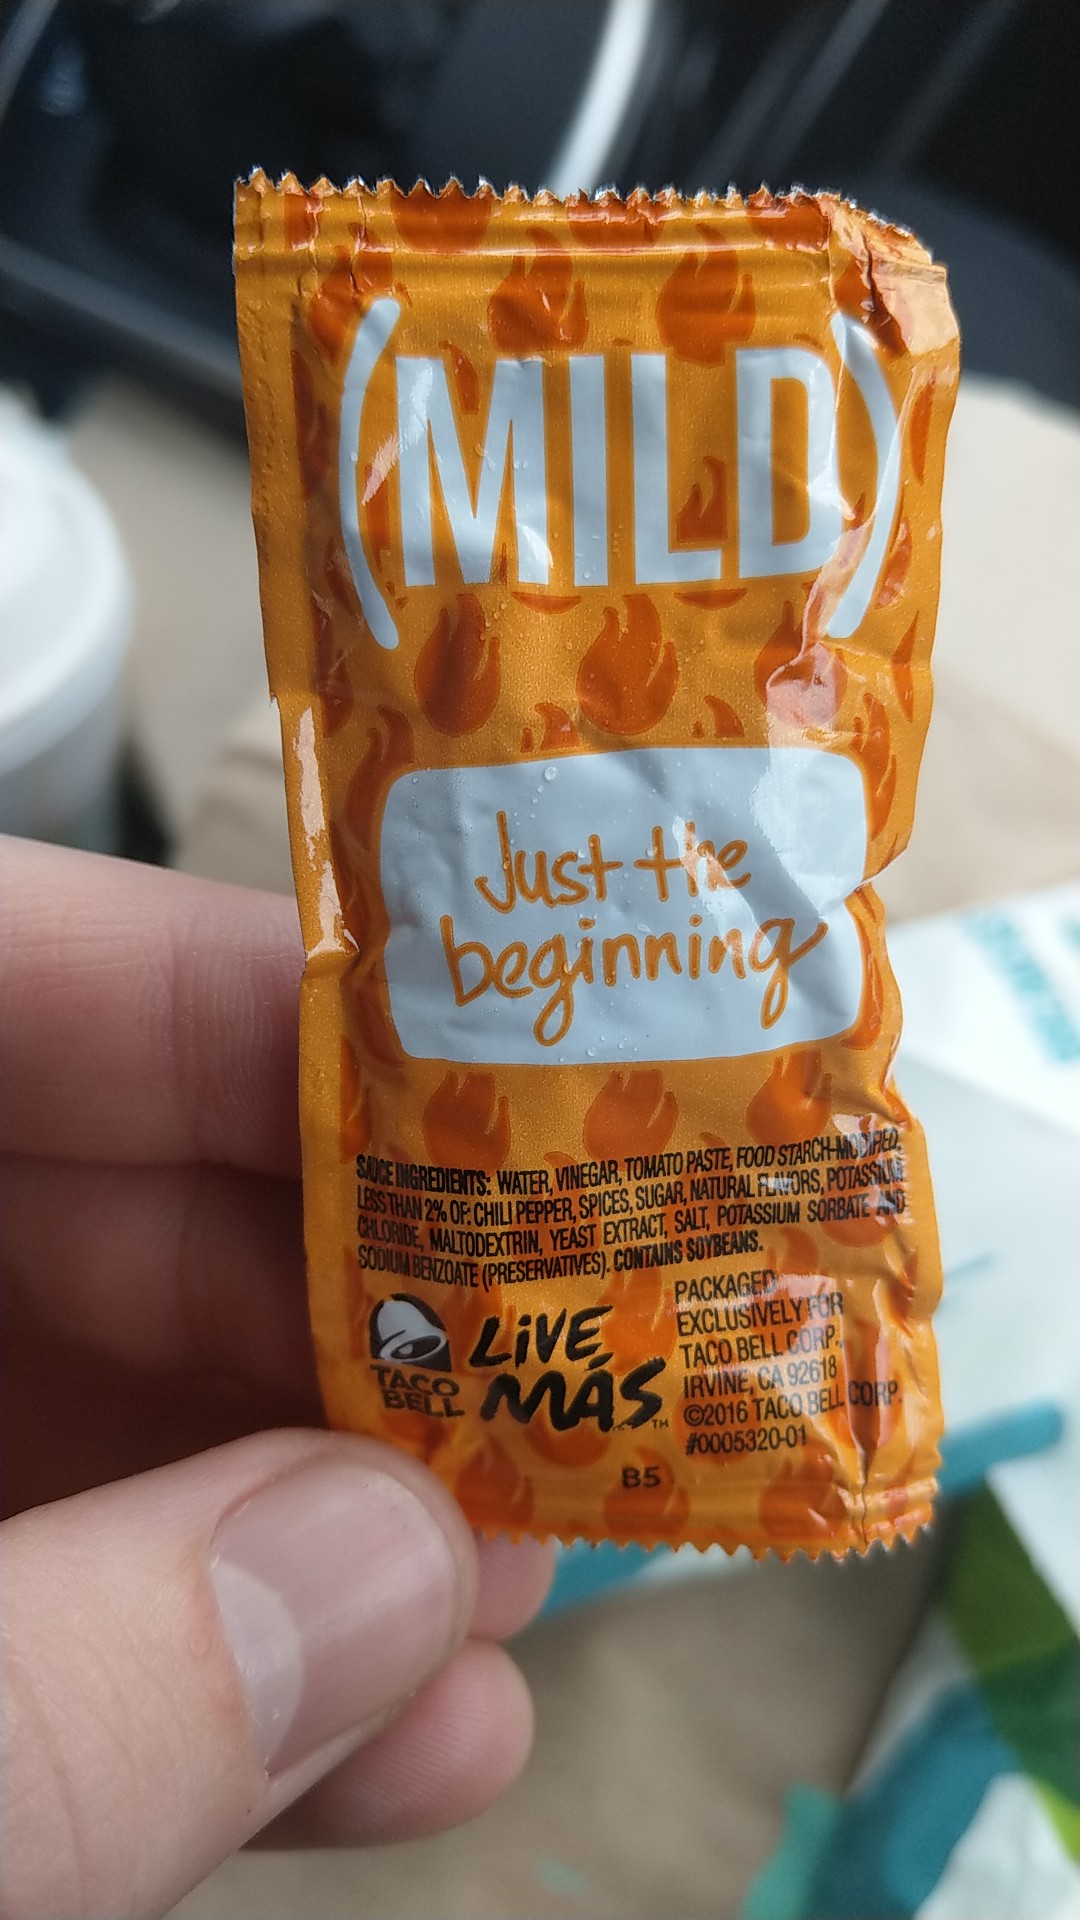 (MILD)
Just the
beginning
SAUCE INGREDIENTS: WATER, VINEGAR, TOMATO PASTE, FOOD STARCH-MODIFIED,
LESS THAN 2% OF: CHILI PEPPER, SPICES, SUGAR, NATURAL FLAVORS, POTASSIUM
CHLORIDE, MALTODEXTRIN, YEAST EXTRACT, SALT, POTASSIUM SORBATE AND
SODIUM BENZOATE (PRESERVATIVES). CONTAINS SOYBEANS.
TACO
BELL
LiVE
MÁS™
PACKAGED
EXCLUSIVELY FOR
TACO BELL CORP.,
IRVINE, CA 92618
©2016 TACO BELL CORP.
#0005320-01
B5